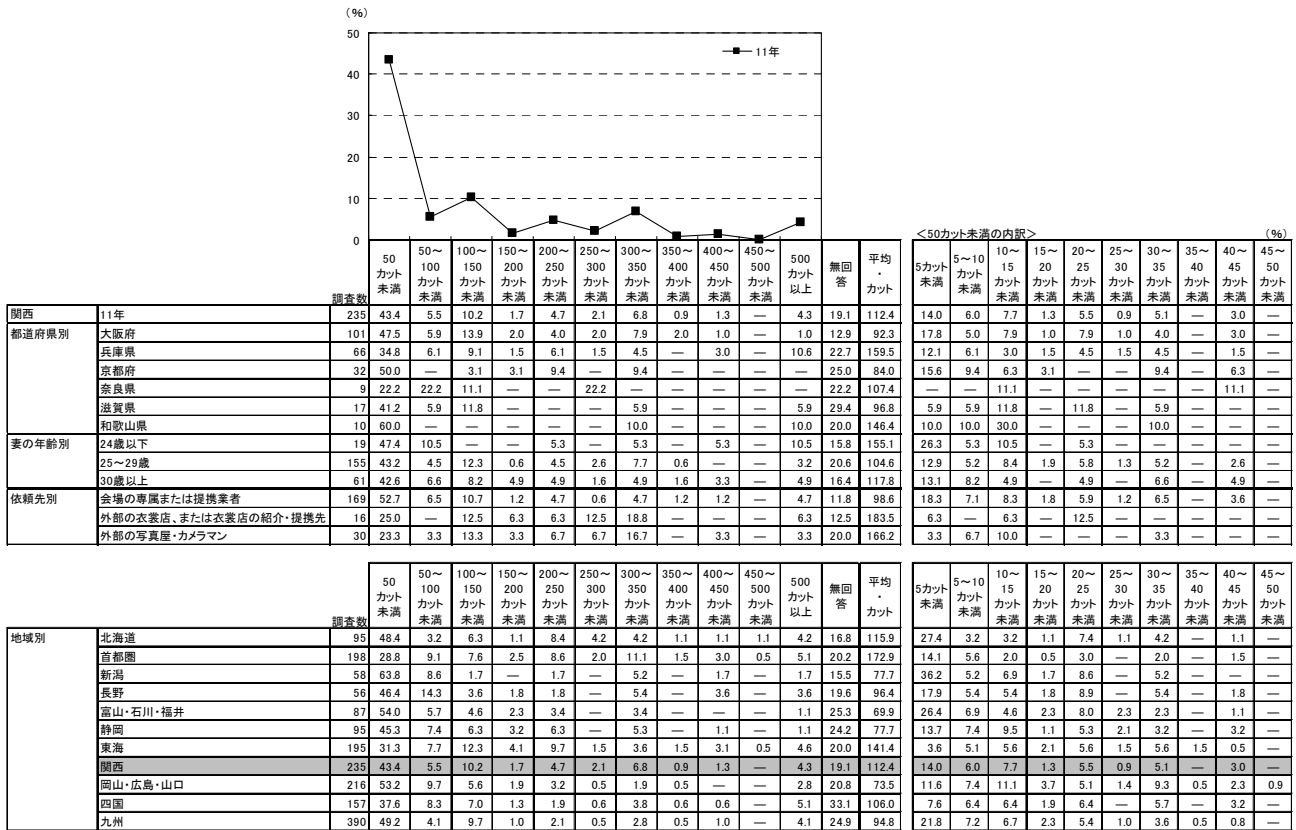 (%)
50
11年
40
30
20
10
0
<50カット未満の内訳> (%)
調査数 50カット未満 50～100カット未満 100～150カット未満 150～200カット未満 200～250カット未満 250～300カット未満 300～350カット未満 350～400カット未満 400～450カット未満 450～500カット未満 500カット以上 無回答 平均・カット 5カット未満 5～10カット未満 10～15カット未満 15～20カット未満 20～25カット未満 25～30カット未満 30～35カット未満 35～40カット未満 40～45カット未満 45～50カット未満
関西 11年 235 43.4 5.5 10.2 1.7 4.7 2.1 6.8 0.9 1.3 — 4.3 19.1 112.4 14.0 6.0 7.7 1.3 5.5 0.9 5.1 — 3.0 —
都道府県別 大阪府 101 47.5 5.9 13.9 2.0 4.0 2.0 7.9 2.0 1.0 — 1.0 12.9 92.3 17.8 5.0 7.9 1.0 7.9 1.0 4.0 — 3.0 —
兵庫県 66 34.8 6.1 9.1 1.5 6.1 1.5 4.5 — 3.0 — 10.6 22.7 159.5 12.1 6.1 3.0 1.5 4.5 1.5 4.5 — 1.5 —
京都府 32 50.0 — 3.1 3.1 9.4 — 9.4 — — — — 25.0 84.0 15.6 9.4 6.3 3.1 — — 9.4 — 6.3 —
奈良県 9 22.2 22.2 11.1 — — 22.2 — — — — — 22.2 107.4 — — 11.1 — — — — — 11.1 —
滋賀県 17 41.2 5.9 11.8 — — — 5.9 — — — 5.9 29.4 96.8 5.9 5.9 11.8 — 11.8 — 5.9 — — —
和歌山県 10 60.0 — — — — — 10.0 — — — 10.0 20.0 146.4 10.0 10.0 30.0 — — — 10.0 — — —
妻の年齢別 24歳以下 19 47.4 10.5 — — 5.3 — 5.3 — 5.3 — 10.5 15.8 155.1 26.3 5.3 10.5 — 5.3 — — — — —
25～29歳 155 43.2 4.5 12.3 0.6 4.5 2.6 7.7 0.6 — — 3.2 20.6 104.6 12.9 5.2 8.4 1.9 5.8 1.3 5.2 — 2.6 —
30歳以上 61 42.6 6.6 8.2 4.9 4.9 1.6 4.9 1.6 3.3 — 4.9 16.4 117.8 13.1 8.2 4.9 — 4.9 — 6.6 — 4.9 —
依頼先別 会場の専属または提携業者 169 52.7 6.5 10.7 1.2 4.7 0.6 4.7 1.2 1.2 — 4.7 11.8 98.6 18.3 7.1 8.3 1.8 5.9 1.2 6.5 — 3.6 —
外部の衣裳店、または衣裳店の紹介・提携先 16 25.0 — 12.5 6.3 6.3 12.5 18.8 — — — 6.3 12.5 183.5 6.3 — 6.3 — 12.5 — — — — —
外部の写真屋・カメラマン 30 23.3 3.3 13.3 3.3 6.7 6.7 16.7 — 3.3 — 3.3 20.0 166.2 3.3 6.7 10.0 — — — 3.3 — — —
調査数 50カット未満 50～100カット未満 100～150カット未満 150～200カット未満 200～250カット未満 250～300カット未満 300～350カット未満 350～400カット未満 400～450カット未満 450～500カット未満 500カット以上 無回答 平均・カット 5カット未満 5～10カット未満 10～15カット未満 15～20カット未満 20～25カット未満 25～30カット未満 30～35カット未満 35～40カット未満 40～45カット未満 45～50カット未満
地域別 北海道 95 48.4 3.2 6.3 1.1 8.4 4.2 4.2 1.1 1.1 1.1 4.2 16.8 115.9 27.4 3.2 3.2 1.1 7.4 1.1 4.2 — 1.1 —
首都圏 198 28.8 9.1 7.6 2.5 8.6 2.0 11.1 1.5 3.0 0.5 5.1 20.2 172.9 14.1 5.6 2.0 0.5 3.0 — 2.0 — 1.5 —
新潟 58 63.8 8.6 1.7 — 1.7 — 5.2 — 1.7 — 1.7 15.5 77.7 36.2 5.2 6.9 1.7 8.6 — 5.2 — — —
長野 56 46.4 14.3 3.6 1.8 1.8 — 5.4 — 3.6 — 3.6 19.6 96.4 17.9 5.4 5.4 1.8 8.9 — 5.4 — 1.8 —
富山・石川・福井 87 54.0 5.7 4.6 2.3 3.4 — 3.4 — — — 1.1 25.3 69.9 26.4 6.9 4.6 2.3 8.0 2.3 2.3 — 1.1 —
静岡 95 45.3 7.4 6.3 3.2 6.3 — 5.3 — 1.1 — 1.1 24.2 77.7 13.7 7.4 9.5 1.1 5.3 2.1 3.2 — 3.2 —
東海 195 31.3 7.7 12.3 4.1 9.7 1.5 3.6 1.5 3.1 0.5 4.6 20.0 141.4 3.6 5.1 5.6 2.1 5.6 1.5 5.6 1.5 0.5 —
関西 235 43.4 5.5 10.2 1.7 4.7 2.1 6.8 0.9 1.3 — 4.3 19.1 112.4 14.0 6.0 7.7 1.3 5.5 0.9 5.1 — 3.0 —
岡山・広島・山口 216 53.2 9.7 5.6 1.9 3.2 0.5 1.9 0.5 — — 2.8 20.8 73.5 11.6 7.4 11.1 3.7 5.1 1.4 9.3 0.5 2.3 0.9
四国 157 37.6 8.3 7.0 1.3 1.9 0.6 3.8 0.6 0.6 — 5.1 33.1 106.0 7.6 6.4 6.4 1.9 6.4 — 5.7 — 3.2 —
九州 390 49.2 4.1 9.7 1.0 2.1 0.5 2.8 0.5 1.0 — 4.1 24.9 94.8 21.8 7.2 6.7 2.3 5.4 1.0 3.6 0.5 0.8 —